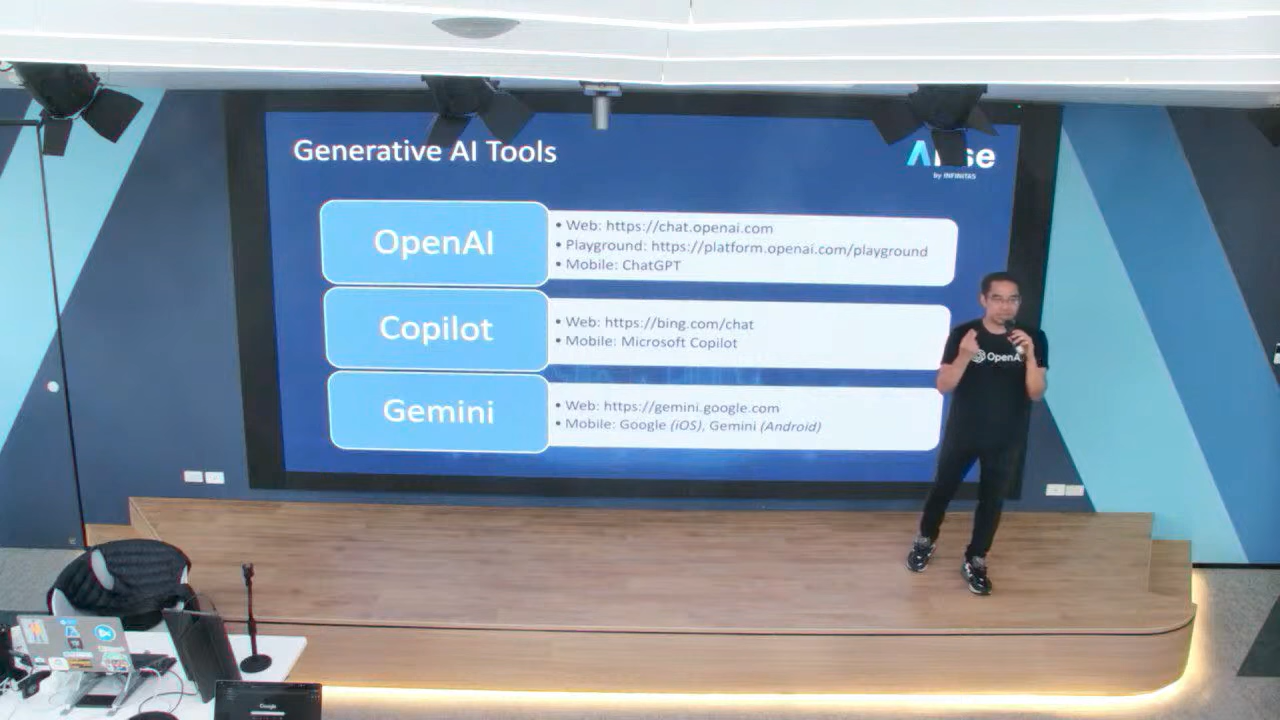 Generative AI Tools
by INFINITAS
OpenAI
• Web: https://chat.openai.com
• Playground: https://platform.openai.com/playground
• Mobile: ChatGPT
Copilot
• Web: https://bing.com/chat
• Mobile: Microsoft Copilot
Gemini
• Web: https://gemini.google.com
• Mobile: Google (iOS), Gemini (Android)
OpenA
Google